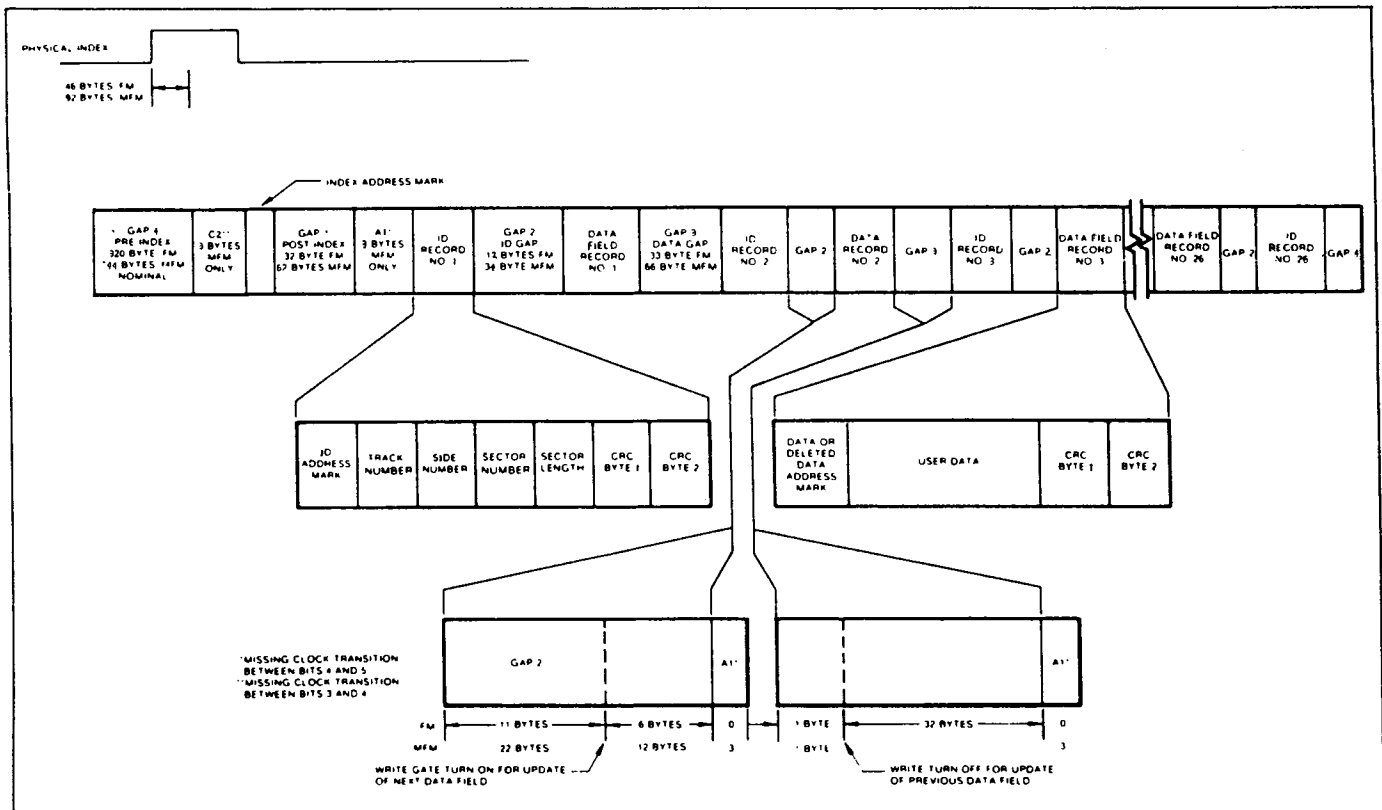 PHYSICAL INDEX
46 BYTES FM
92 BYTES MFM
INDEX ADDRESS MARK
GAP 4
PRE INDEX
320 BYTE FM
BYTES MFM
NOMINAL
C2**
3 BYTES
MFM
ONLY
GAP
POST INDEX
32 BYTE FM
62 BYTES MFM
A1*
3 BYTES
MFM
ONLY
ID
RECORD
NO. 1
GAP 2
ID GAP
12 BYTES FM
34 BYTE MFM
DATA
FIELD
RECORD
NO. 1
GAP 3
DATA GAP
33 BYTE FM
66 BYTE MFM
ID
RECORD
NO. 2
GAP 2
DATA
RECORD
NO. 2
GAP 3
ID
RECORD
NO. 3
GAP 2
DATA FIELD
RECORD
NO. 3
DATA FIELD
RECORD
NO. 26
GAP 2
ID
RECORD
NO. 26
GAP 4
ID
ADDRESS
MARK
TRACK
NUMBER
SIDE
NUMBER
SECTOR
NUMBER
SECTOR
LENGTH
CRC
BYTE 1
CRC
BYTE 2
DATA OR
DELETED
DATA
ADDRESS
MARK
USER DATA
CRC
BYTE 1
CRC
BYTE 2
*MISSING CLOCK TRANSITION
BETWEEN BITS 4 AND 5
**MISSING CLOCK TRANSITION
BETWEEN BITS 3 AND 4
GAP 2
A1*
A1*
FM 11 BYTES 6 BYTES 0 1 BYTE 32 BYTES 0
MFM 22 BYTES 12 BYTES 3 1 BYTE 3
WRITE GATE TURN ON FOR UPDATE
OF NEXT DATA FIELD
WRITE TURN OFF FOR UPDATE
OF PREVIOUS DATA FIELD